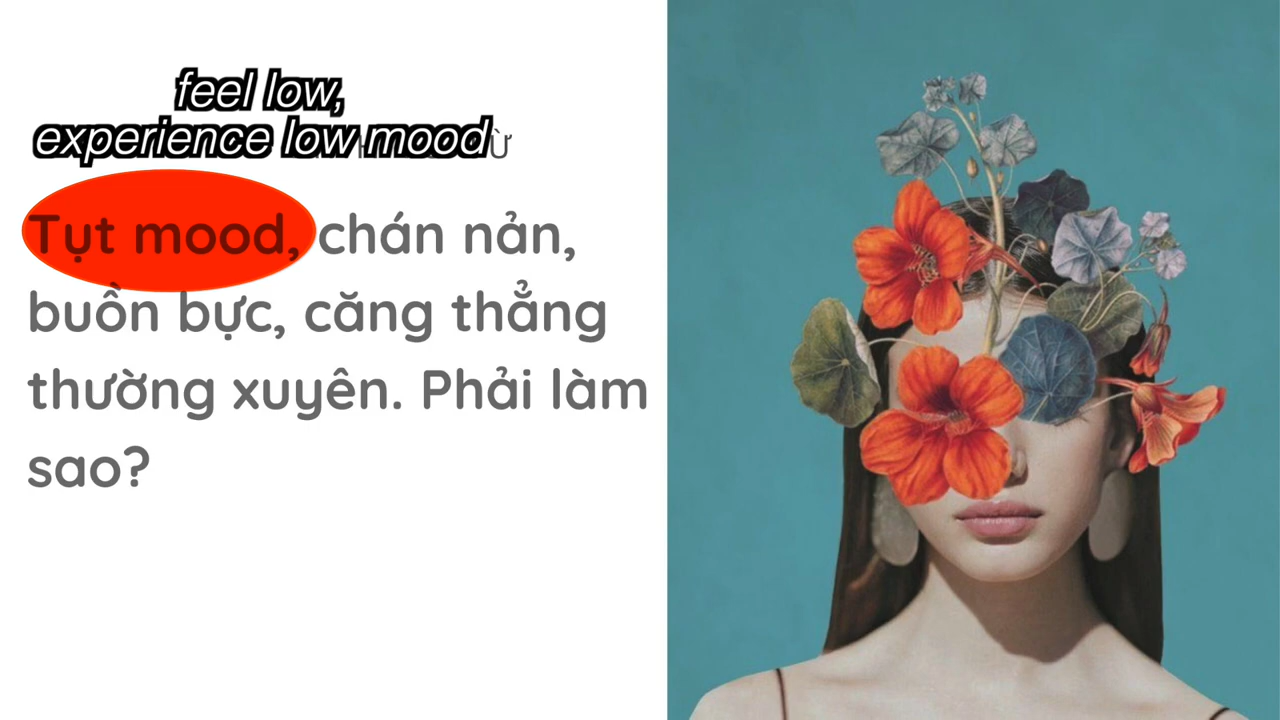 feel low,
experience low mood
Tụt mood, chán nản,
buồn bực, căng thẳng
thường xuyên. Phải làm
sao?